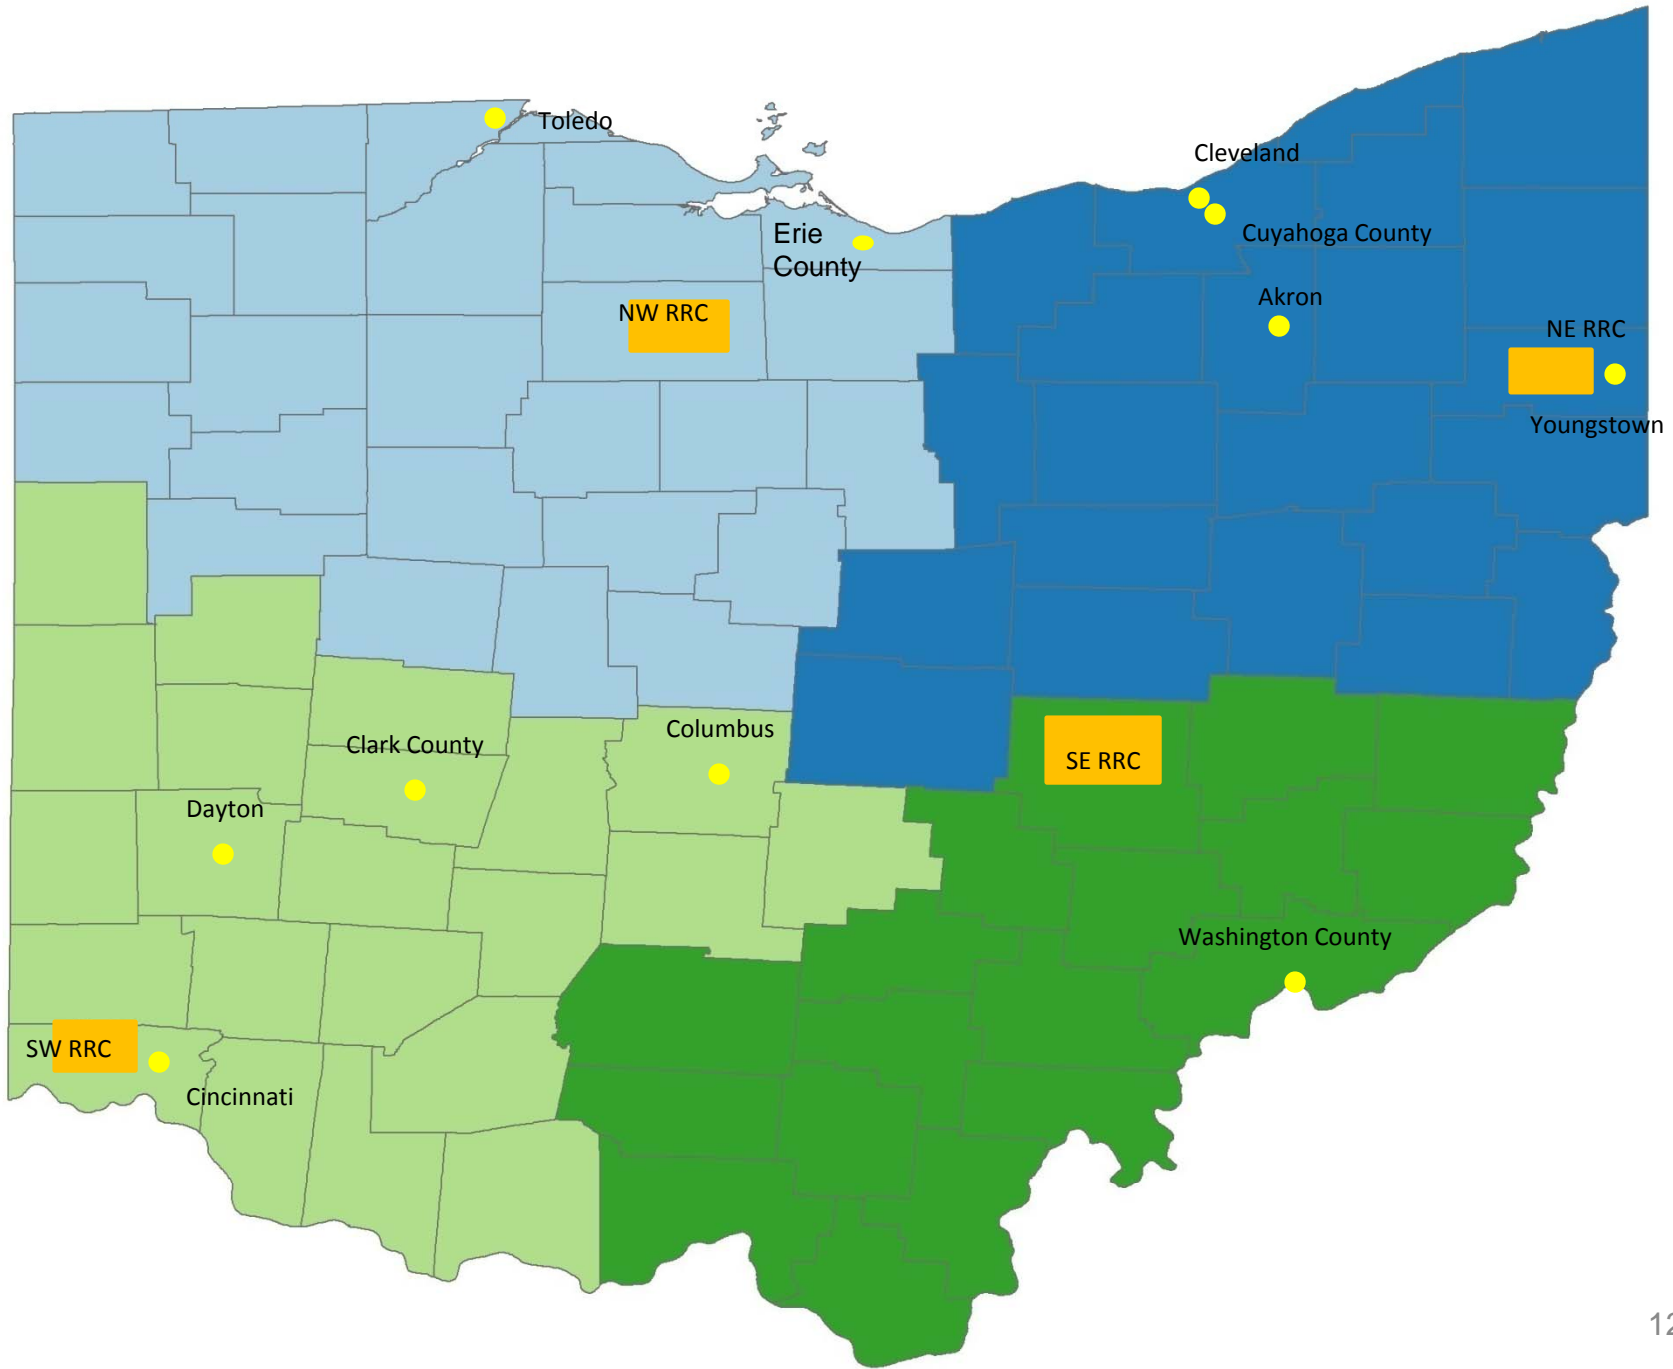 Toledo
Cleveland
Erie
County
Cuyahoga County
Akron
NW RRC
NE RRC
Youngstown
Columbus
Clark County
SE RRC
Dayton
Washington County
SW RRC
Cincinnati
12